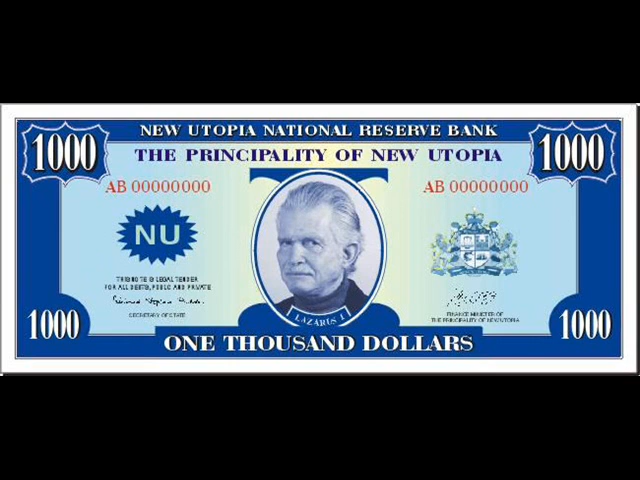 NEW UTOPIA NATIONAL RESERVE BANK
1000
1000
THE PRINCIPALITY OF NEW UTOPIA
AB 00000000
AB 00000000
NU
THIS NOTE IS LEGAL TENDER
FOR ALL DEBTS, PUBLIC AND PRIVATE
SECRETARY OF STATE
LAZARUS I
FINANCE MINISTER OF
THE PRINCIPALITY OF NEW UTOPIA
1000
1000
ONE THOUSAND DOLLARS